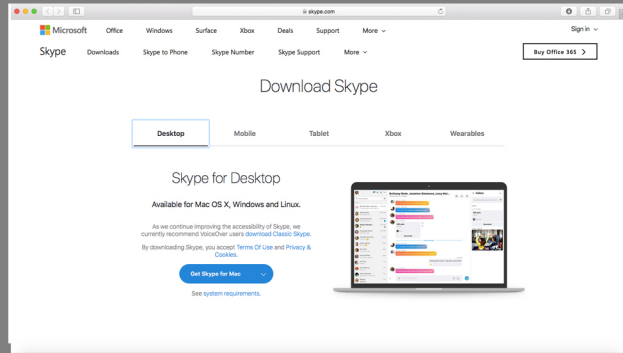 skype.com
Microsoft Office Windows Surface Xbox Deals Support More Sign in
Skype Downloads Skype to Phone Skype Number Skype Support More Buy Office 365
Download Skype
Desktop Mobile Tablet Xbox Wearables
Skype for Desktop
Available for Mac OS X, Windows and Linux.
As we continue improving the accessibility of Skype, we
currently recommend VoiceOver users download Classic Skype.
By downloading Skype, you accept Terms Of Use and Privacy &
Cookies.
Get Skype for Mac
See system requirements.